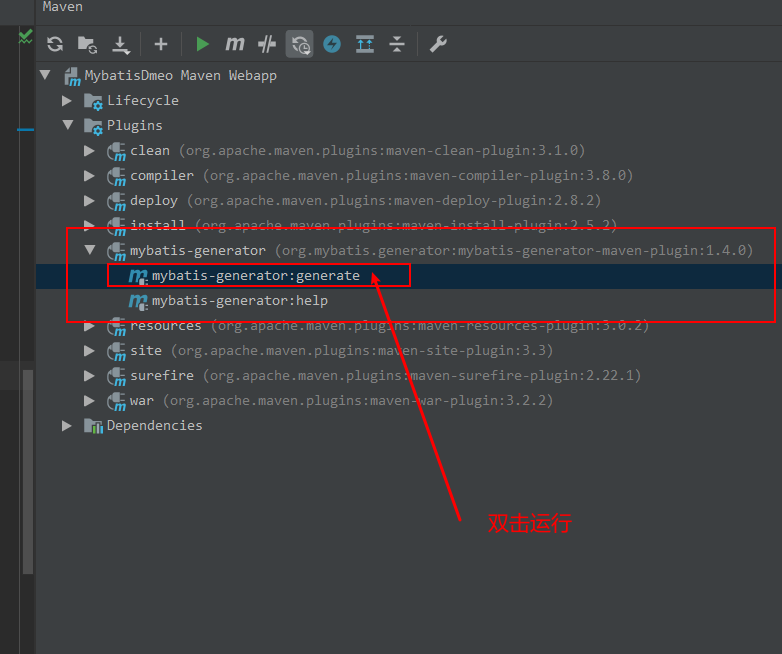 Maven
MybatisDmeo Maven Webapp
Lifecycle
Plugins
clean (org.apache.maven.plugins:maven-clean-plugin:3.1.0)
compiler (org.apache.maven.plugins:maven-compiler-plugin:3.8.0)
deploy (org.apache.maven.plugins:maven-deploy-plugin:2.8.2)
install (org.apache.maven.plugins:maven-install-plugin:2.5.2)
mybatis-generator (org.mybatis.generator:mybatis-generator-maven-plugin:1.4.0)
mybatis-generator:generate
mybatis-generator:help
resources (org.apache.maven.plugins:maven-resources-plugin:3.0.2)
site (org.apache.maven.plugins:maven-site-plugin:3.3)
surefire (org.apache.maven.plugins:maven-surefire-plugin:2.22.1)
war (org.apache.maven.plugins:maven-war-plugin:3.2.2)
Dependencies
双击运行